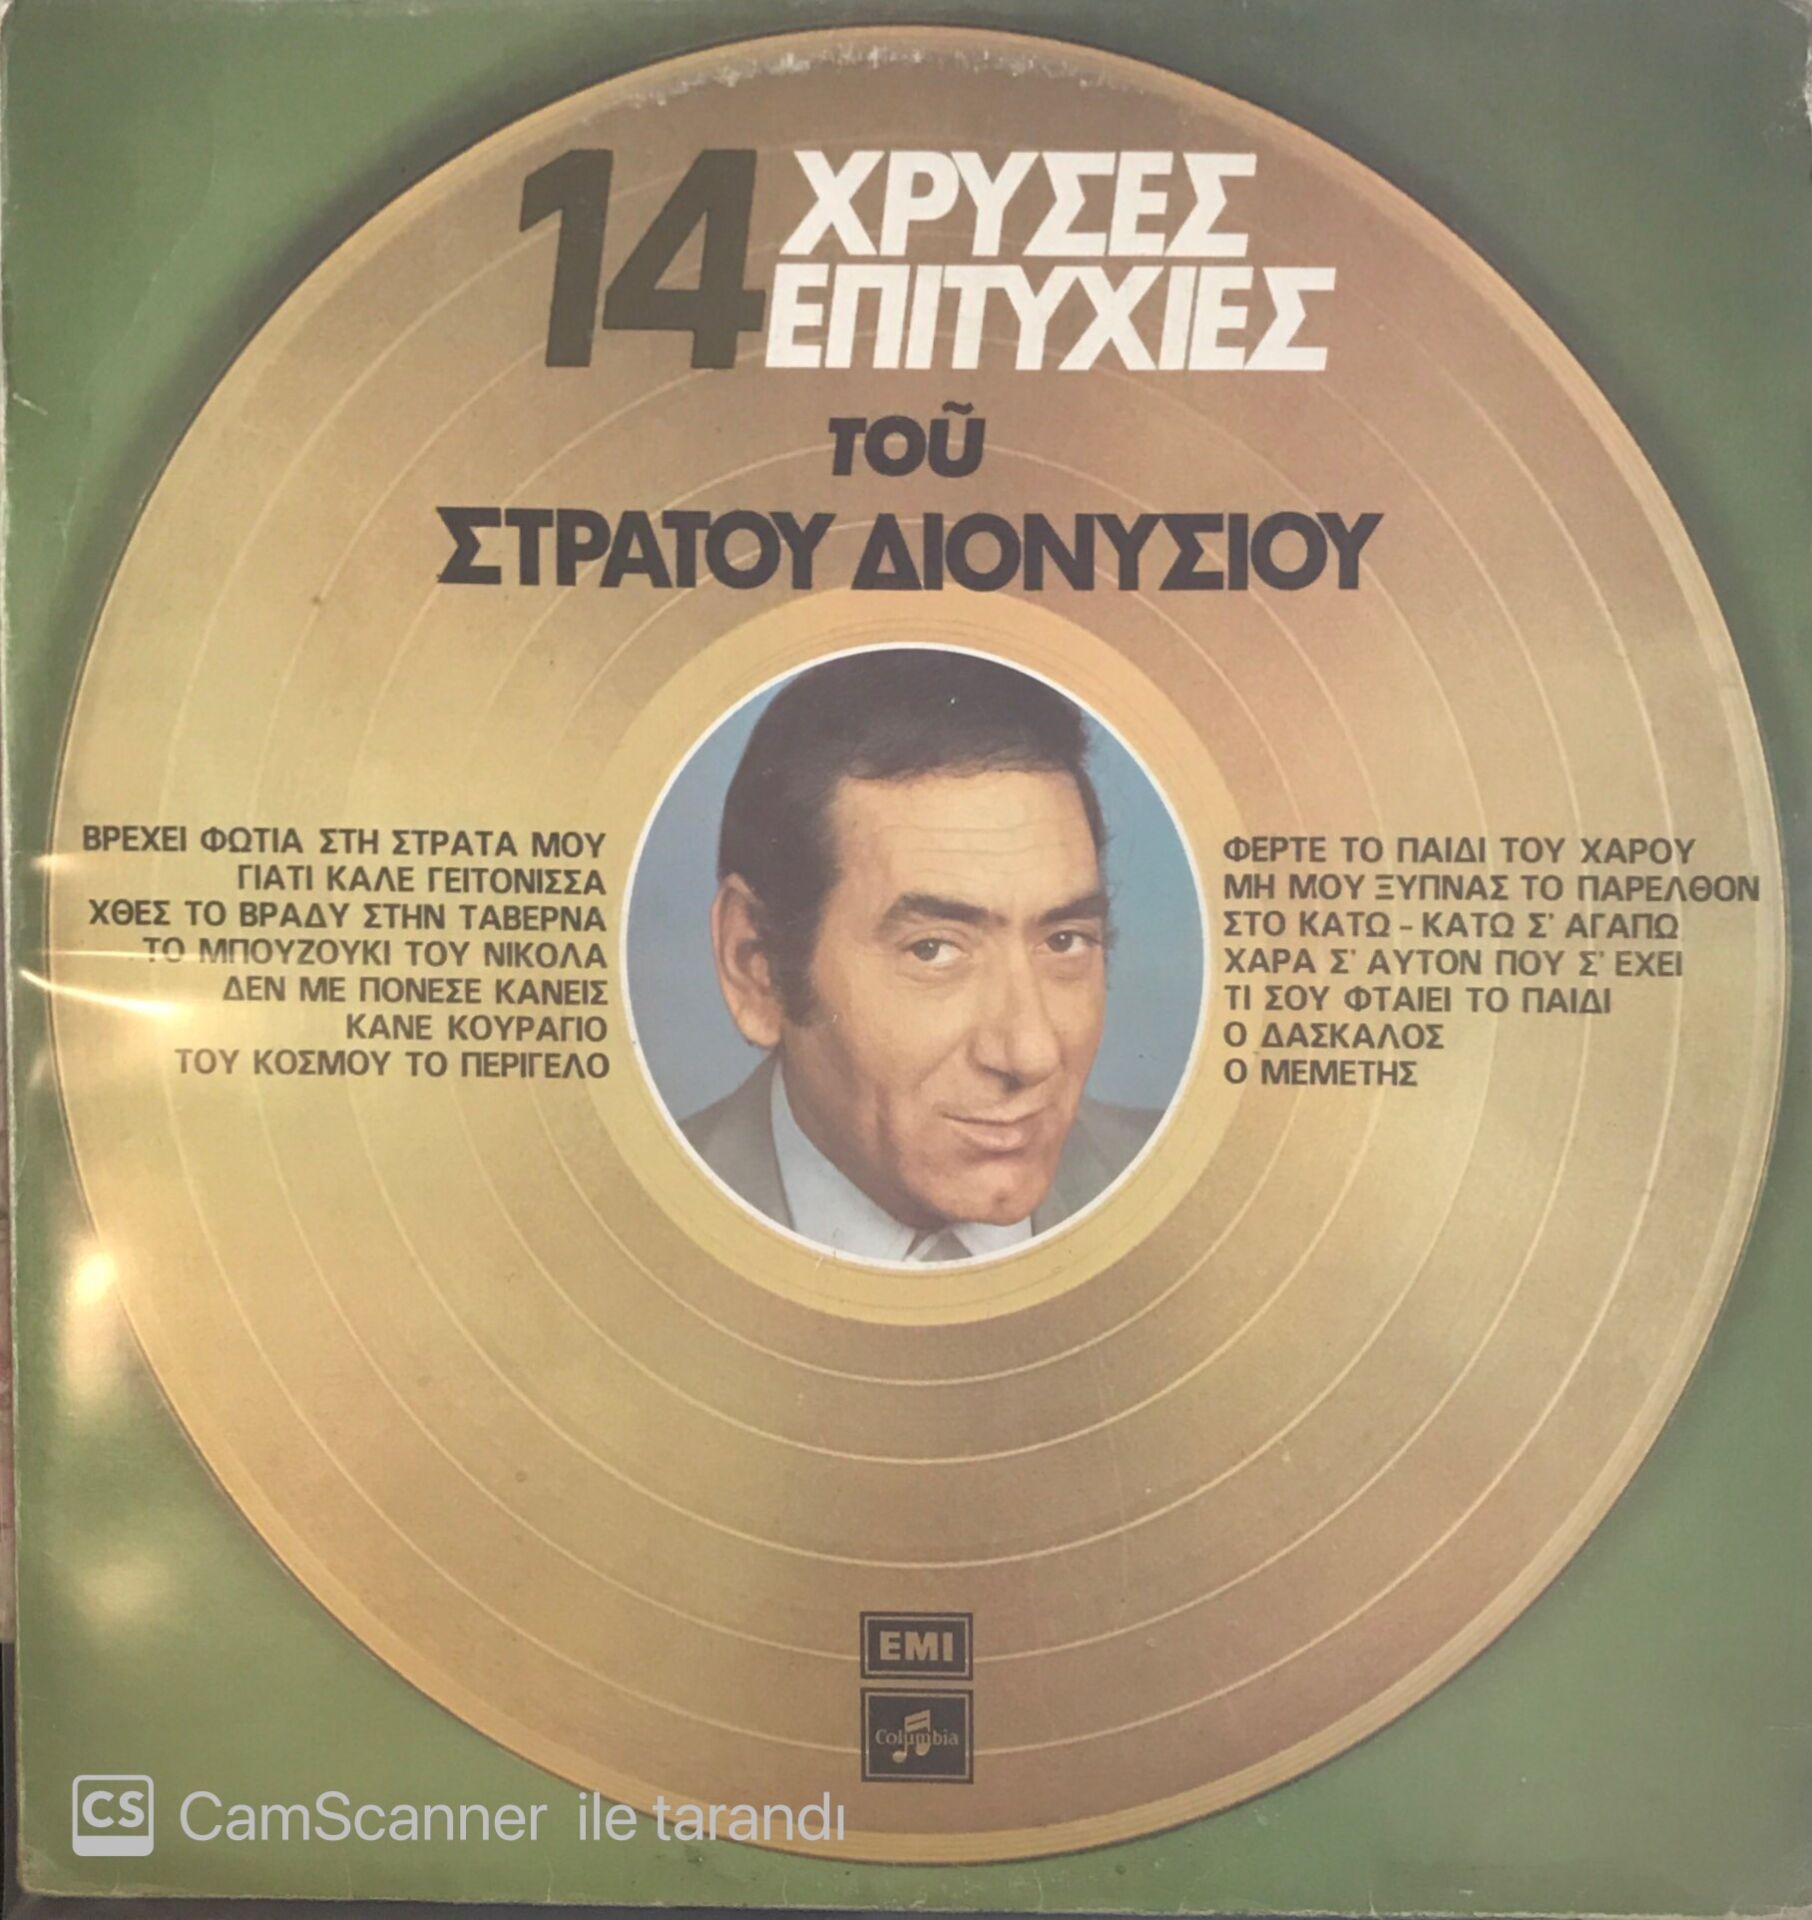 14 ΧΡΥΣΕΣ
ΕΠΙΤΥΧΙΕΣ
τοῦ
ΣΤΡΑΤΟΥ ΔΙΟΝΥΣΙΟΥ
ΒΡΕΧΕΙ ΦΩΤΙΑ ΣΤΗ ΣΤΡΑΤΑ ΜΟΥ
ΓΙΑΤΙ ΚΑΛΕ ΓΕΙΤΟΝΙΣΣΑ
ΧΘΕΣ ΤΟ ΒΡΑΔΥ ΣΤΗΝ ΤΑΒΕΡΝΑ
ΤΟ ΜΠΟΥΖΟΥΚΙ ΤΟΥ ΝΙΚΟΛΑ
ΔΕΝ ΜΕ ΠΟΝΕΣΕ ΚΑΝΕΙΣ
ΚΑΝΕ ΚΟΥΡΑΓΙΟ
ΤΟΥ ΚΟΣΜΟΥ ΤΟ ΠΕΡΙΓΕΛΟ
ΦΕΡΤΕ ΤΟ ΠΑΙΔΙ ΤΟΥ ΧΑΡΟΥ
ΜΗ ΜΟΥ ΞΥΠΝΑΣ ΤΟ ΠΑΡΕΛΘΟΝ
ΣΤΟ ΚΑΤΩ - ΚΑΤΩ Σ' ΑΓΑΠΩ
ΧΑΡΑ Σ' ΑΥΤΟΝ ΠΟΥ Σ' ΕΧΕΙ
ΤΙ ΣΟΥ ΦΤΑΙΕΙ ΤΟ ΠΑΙΔΙ
Ο ΔΑΣΚΑΛΟΣ
Ο ΜΕΜΕΤΗΣ
EMI
Columbia
CS CamScanner ile tarandı